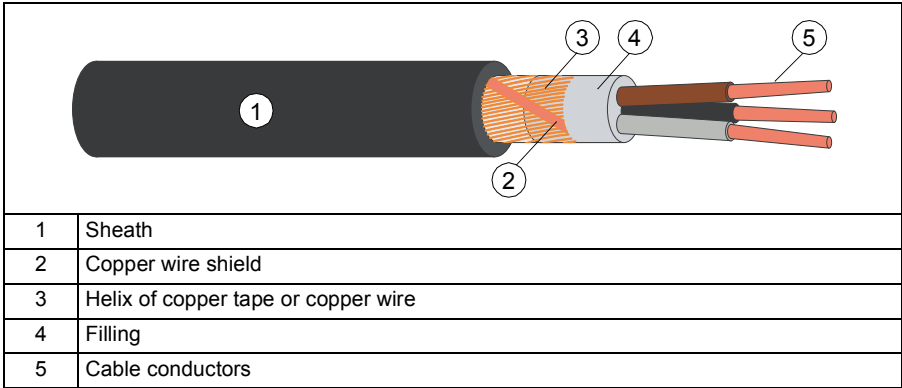 3 4 5
1
2
1 Sheath
2 Copper wire shield
3 Helix of copper tape or copper wire
4 Filling
5 Cable conductors